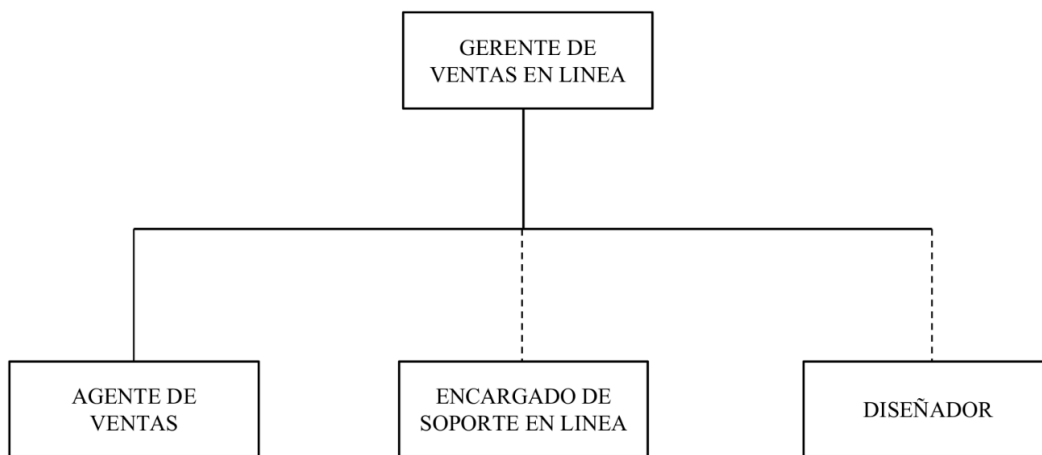 GERENTE DE
VENTAS EN LINEA
AGENTE DE
VENTAS
ENCARGADO DE
SOPORTE EN LINEA
DISEÑADOR